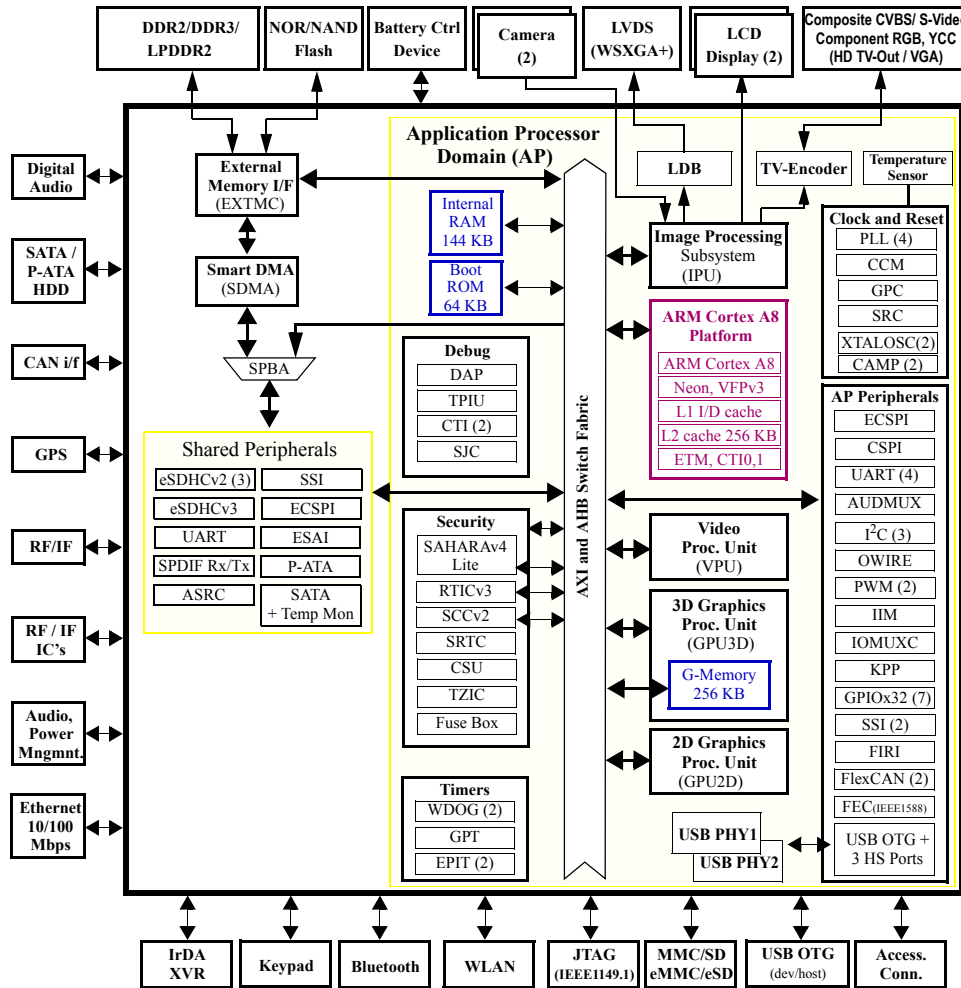 DDR2/DDR3/
LPDDR2
NOR/NAND
Flash
Battery Ctrl
Device
Camera
(2)
LVDS
(WSXGA+)
LCD
Display (2)
Composite CVBS/ S-Video
Component RGB, YCC
(HD TV-Out / VGA)
Digital
Audio
SATA /
P-ATA
HDD
CAN i/f
GPS
RF/IF
RF / IF
IC's
Audio,
Power
Mngmnt.
Ethernet
10/100
Mbps
Application Processor
Domain (AP)
External
Memory I/F
(EXTMC)
Smart DMA
(SDMA)
SPBA
Shared Peripherals
eSDHCv2 (3)
SSI
eSDHCv3
ECSPI
UART
ESAI
SPDIF Rx/Tx
P-ATA
ASRC
SATA
+ Temp Mon
Internal
RAM
144 KB
Boot
ROM
64 KB
Debug
DAP
TPIU
CTI (2)
SJC
Security
SAHARAv4
Lite
RTICv3
SCCv2
SRTC
CSU
TZIC
Fuse Box
Timers
WDOG (2)
GPT
EPIT (2)
AXI and AHB Switch Fabric
LDB
TV-Encoder
Temperature
Sensor
Image Processing
Subsystem
(IPU)
ARM Cortex A8
Platform
ARM Cortex A8
Neon, VFPv3
L1 I/D cache
L2 cache 256 KB
ETM, CTI0,1
Video
Proc. Unit
(VPU)
3D Graphics
Proc. Unit
(GPU3D)
G-Memory
256 KB
2D Graphics
Proc. Unit
(GPU2D)
USB PHY1
USB PHY2
Clock and Reset
PLL (4)
CCM
GPC
SRC
XTALOSC(2)
CAMP (2)
AP Peripherals
ECSPI
CSPI
UART (4)
AUDMUX
I²C (3)
OWIRE
PWM (2)
IIM
IOMUXC
KPP
GPIOx32 (7)
SSI (2)
FIRI
FlexCAN (2)
FEC(IEEE1588)
USB OTG +
3 HS Ports
IrDA
XVR
Keypad
Bluetooth
WLAN
JTAG
(IEEE1149.1)
MMC/SD
eMMC/eSD
USB OTG
(dev/host)
Access.
Conn.